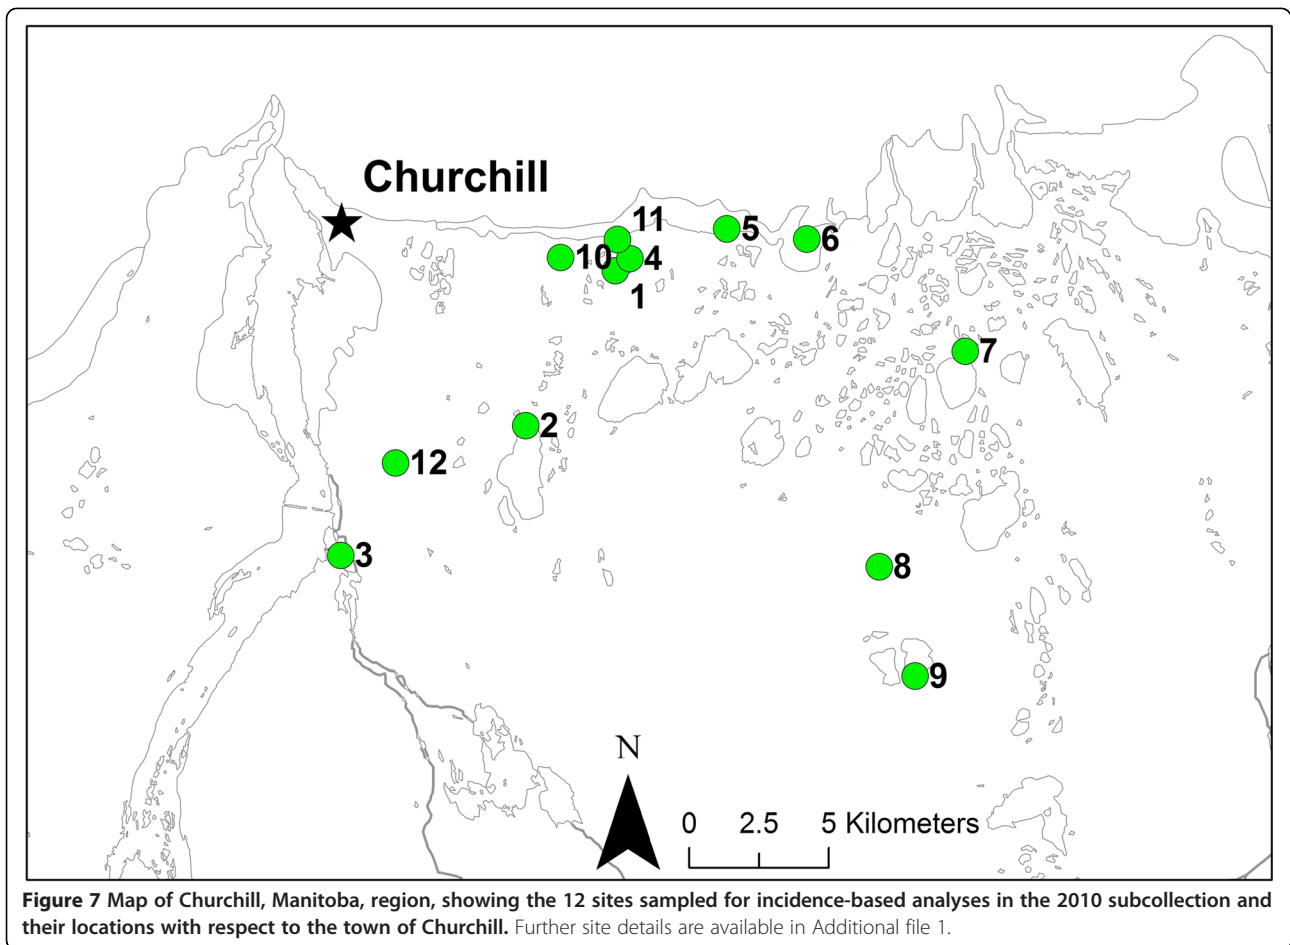 Churchill
11
5
6
10
4
1
7
2
12
3
8
9
N
0 2.5 5 Kilometers
Figure 7 Map of Churchill, Manitoba, region, showing the 12 sites sampled for incidence-based analyses in the 2010 subcollection and
their locations with respect to the town of Churchill. Further site details are available in Additional file 1.